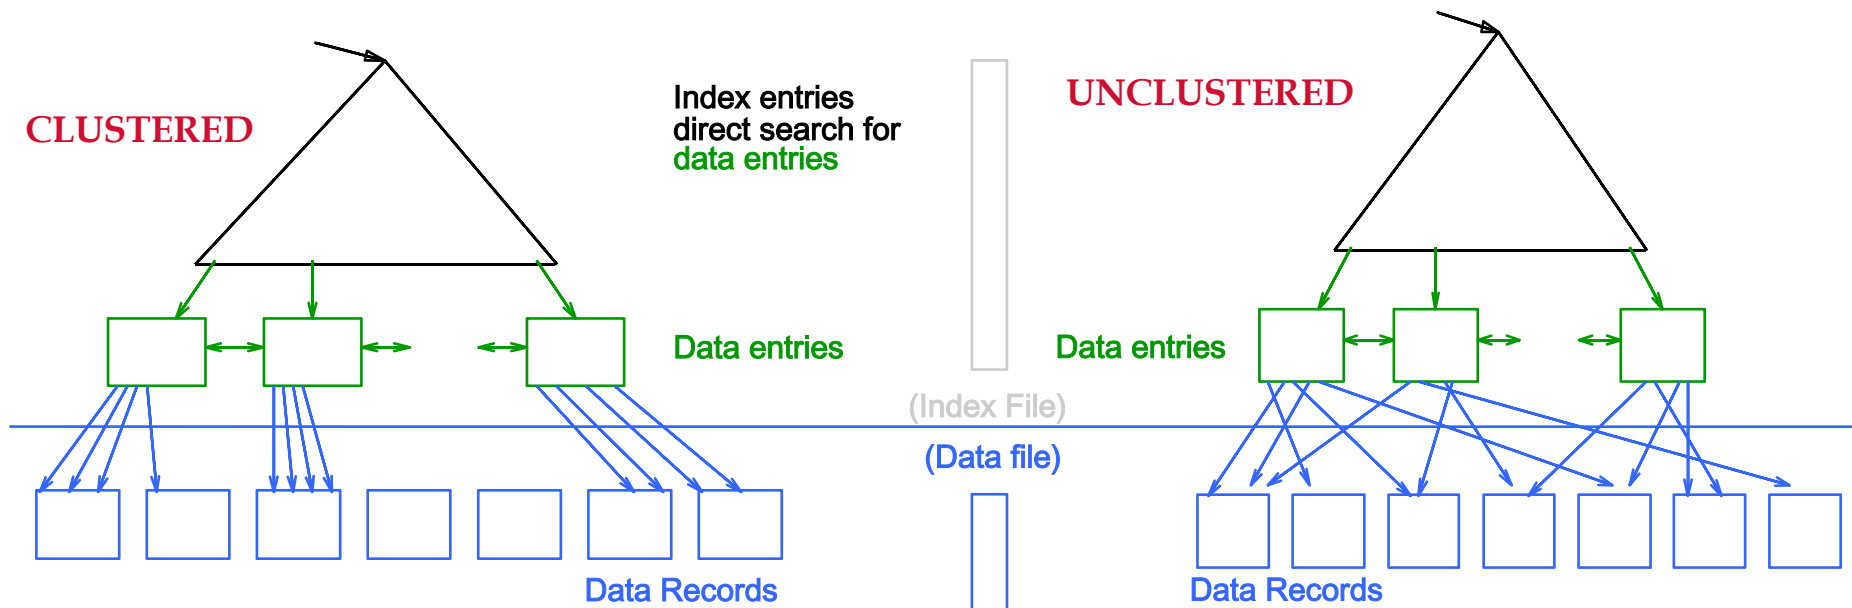 CLUSTERED
Index entries
direct search for
data entries
UNCLUSTERED
Data entries
Data entries
(Index File)
(Data file)
Data Records
Data Records